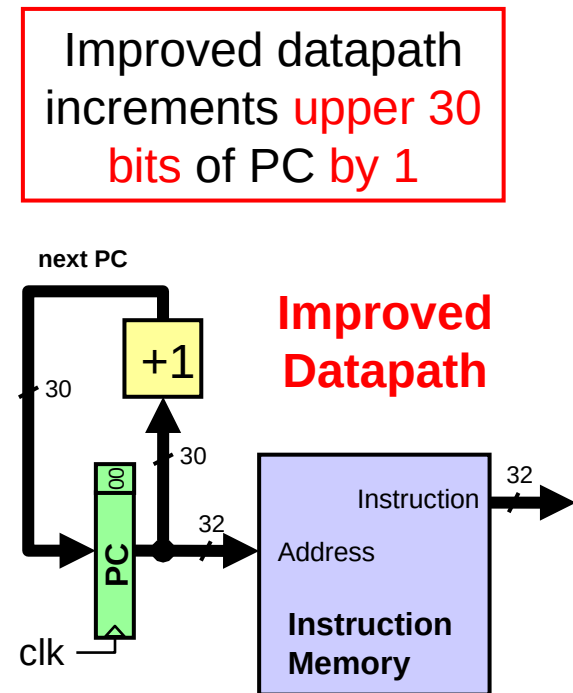 Improved datapath
increments upper 30
bits of PC by 1
next PC
Improved
Datapath
+1
30
30
00
PC
clk
32
32
Instruction
Address
Instruction
Memory